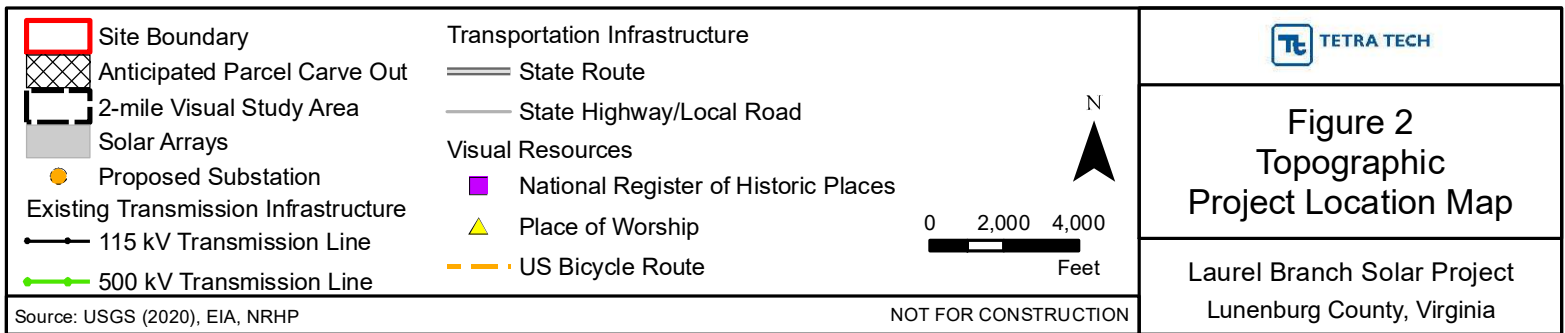 Site Boundary
Anticipated Parcel Carve Out
2-mile Visual Study Area
Solar Arrays
Proposed Substation
Existing Transmission Infrastructure
115 kV Transmission Line
500 kV Transmission Line
Transportation Infrastructure
State Route
State Highway/Local Road
Visual Resources
National Register of Historic Places
Place of Worship
US Bicycle Route
N
0 2,000 4,000
Feet
Source: USGS (2020), EIA, NRHP
NOT FOR CONSTRUCTION
Tt TETRA TECH
Figure 2
Topographic
Project Location Map
Laurel Branch Solar Project
Lunenburg County, Virginia